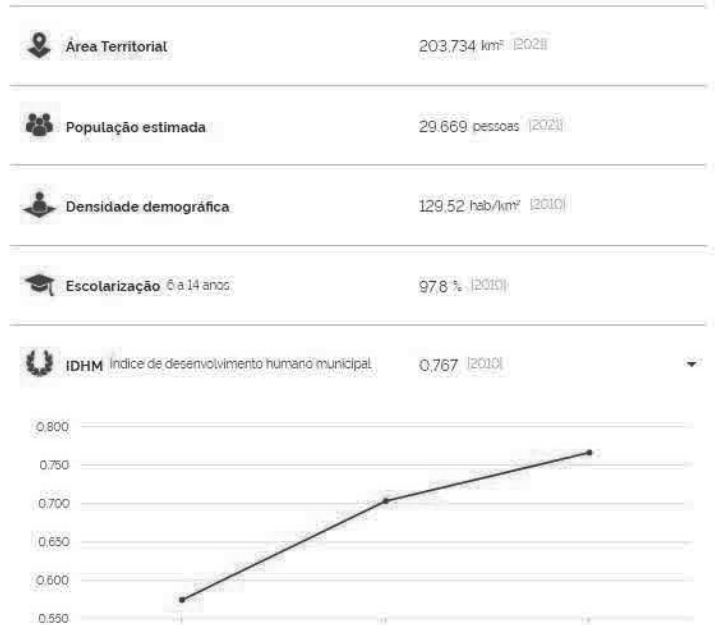 Área Territorial 203,734 km² [2021]
População estimada 29.669 pessoas [2021]
Densidade demográfica 129,52 hab/km² [2010]
Escolarização 6 a 14 anos 97,8 % [2010]
IDHM Índice de desenvolvimento humano municipal 0,767 [2010]
0,800
0,750
0,700
0,650
0,600
0,550